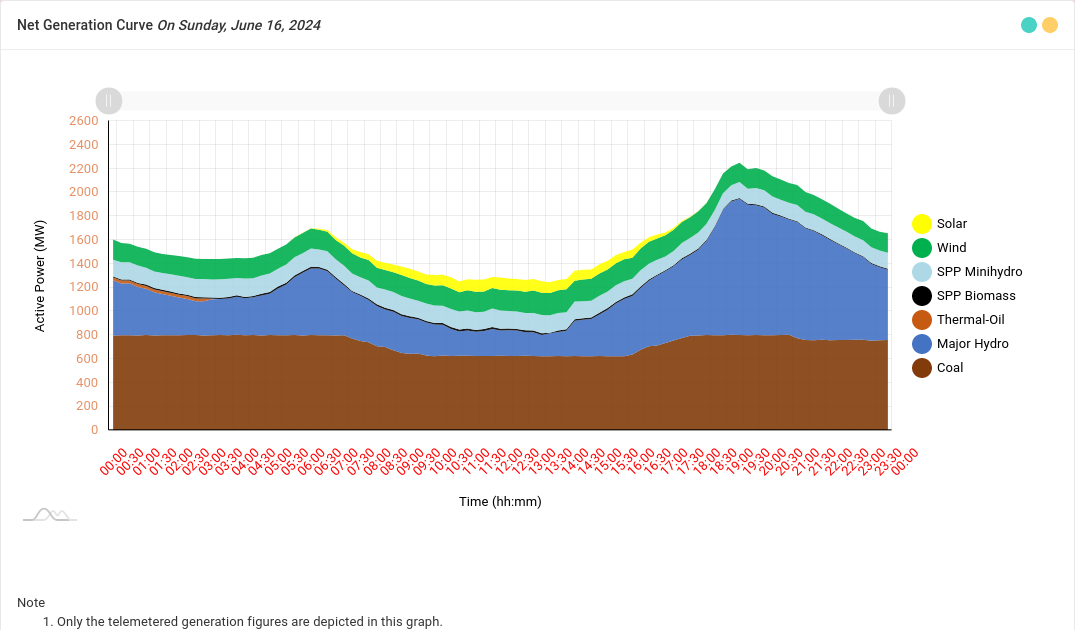 Net Generation Curve On Sunday, June 16, 2024
2600
2400
2200
2000
1800
1600
1400
1200
1000
800
600
400
200
0
Active Power (MW)
00:00 00:30 01:00 01:30 02:00 02:30 03:00 03:30 04:00 04:30 05:00 05:30 06:00 06:30 07:00 07:30 08:00 08:30 09:00 09:30 10:00 10:30 11:00 11:30 12:00 12:30 13:00 13:30 14:00 14:30 15:00 15:30 16:00 16:30 17:00 17:30 18:00 18:30 19:00 19:30 20:00 20:30 21:00 21:30 22:00 22:30 23:00 23:30 00:00
Time (hh:mm)
Solar
Wind
SPP Minihydro
SPP Biomass
Thermal-Oil
Major Hydro
Coal
Note
1. Only the telemetered generation figures are depicted in this graph.